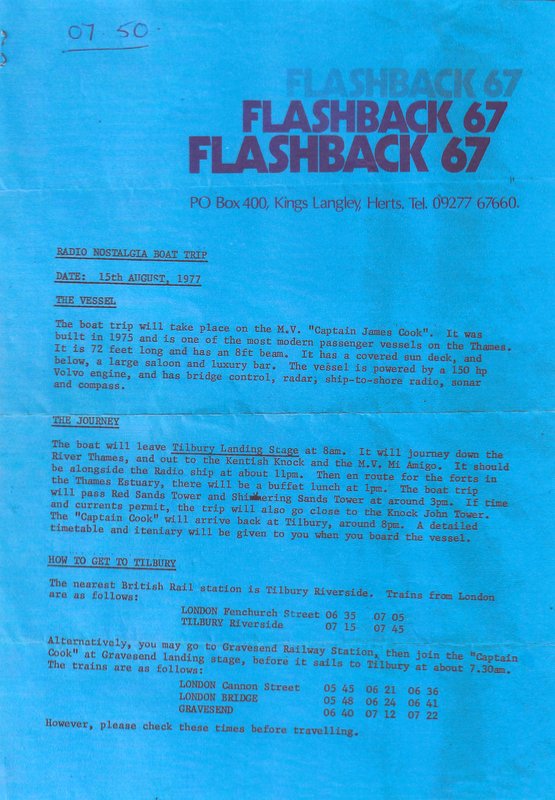 07.50
FLASHBACK 67
FLASHBACK 67
FLASHBACK 67
PO Box 400, Kings Langley, Herts. Tel. 09277 67660.
RADIO NOSTALGIA BOAT TRIP
DATE: 15th AUGUST, 1977
THE VESSEL
The boat trip will take place on the M.V. "Captain James Cook". It was
built in 1975 and is one of the most modern passenger vessels on the Thames.
It is 72 feet long and has an 8ft beam. It has a covered sun deck, and
below, a large saloon and luxury bar. The vessel is powered by a 150 hp
Volvo engine, and has bridge control, radar, ship-to-shore radio, sonar
and compass.
THE JOURNEY
The boat will leave Tilbury Landing Stage at 8am. It will journey down the
River Thames, and out to the Kentish Knock and the M.V. Mi Amigo. It should
be alongside the Radio ship at about 11pm. Then en route for the forts in
the Thames Estuary, there will be a buffet lunch at 1pm. The boat trip
will pass Red Sands Tower and Shimmering Sands Tower at around 3pm. If time
and currents permit, the trip will also go close to the Knock John Tower.
The "Captain Cook" will arrive back at Tilbury, around 8pm. A detailed
timetable and iteniary will be given to you when you board the vessel.
HOW TO GET TO TILBURY
The nearest British Rail station is Tilbury Riverside. Trains from London
are as follows:
LONDON Fenchurch Street 06 35 07 05
TILBURY Riverside 07 15 07 45
Alternatively, you may go to Gravesend Railway Station, then join the "Captain
Cook" at Gravesend landing stage, before it sails to Tilbury at about 7.30am.
The trains are as follows:
LONDON Cannon Street 05 45 06 21 06 36
LONDON BRIDGE 05 48 06 24 06 41
GRAVESEND 06 40 07 12 07 22
However, please check these times before travelling.